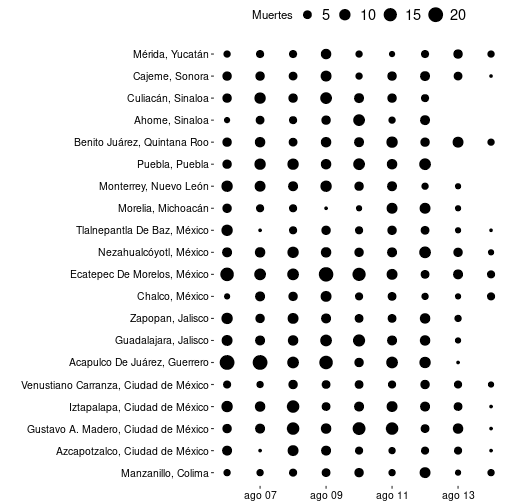 Muertes 5 10 15 20
Mérida, Yucatán
Cajeme, Sonora
Culiacán, Sinaloa
Ahome, Sinaloa
Benito Juárez, Quintana Roo
Puebla, Puebla
Monterrey, Nuevo León
Morelia, Michoacán
Tlalnepantla De Baz, México
Nezahualcóyotl, México
Ecatepec De Morelos, México
Chalco, México
Zapopan, Jalisco
Guadalajara, Jalisco
Acapulco De Juárez, Guerrero
Venustiano Carranza, Ciudad de México
Iztapalapa, Ciudad de México
Gustavo A. Madero, Ciudad de México
Azcapotzalco, Ciudad de México
Manzanillo, Colima
ago 07 ago 09 ago 11 ago 13